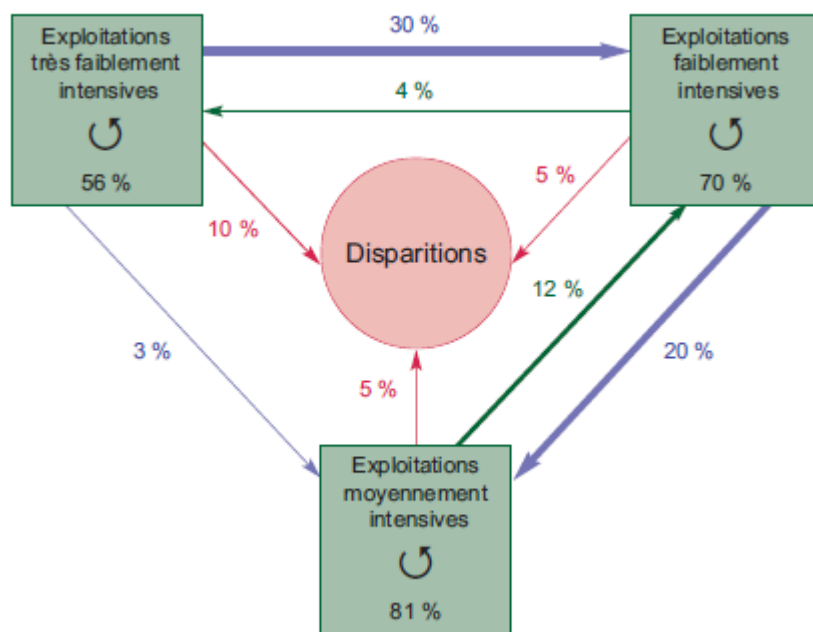 Exploitations
très faiblement
intensives
56 %
30 %
4 %
Exploitations
faiblement
intensives
70 %
10 %
5 %
Disparitions
3 %
12 %
20 %
5 %
Exploitations
moyennement
intensives
81 %